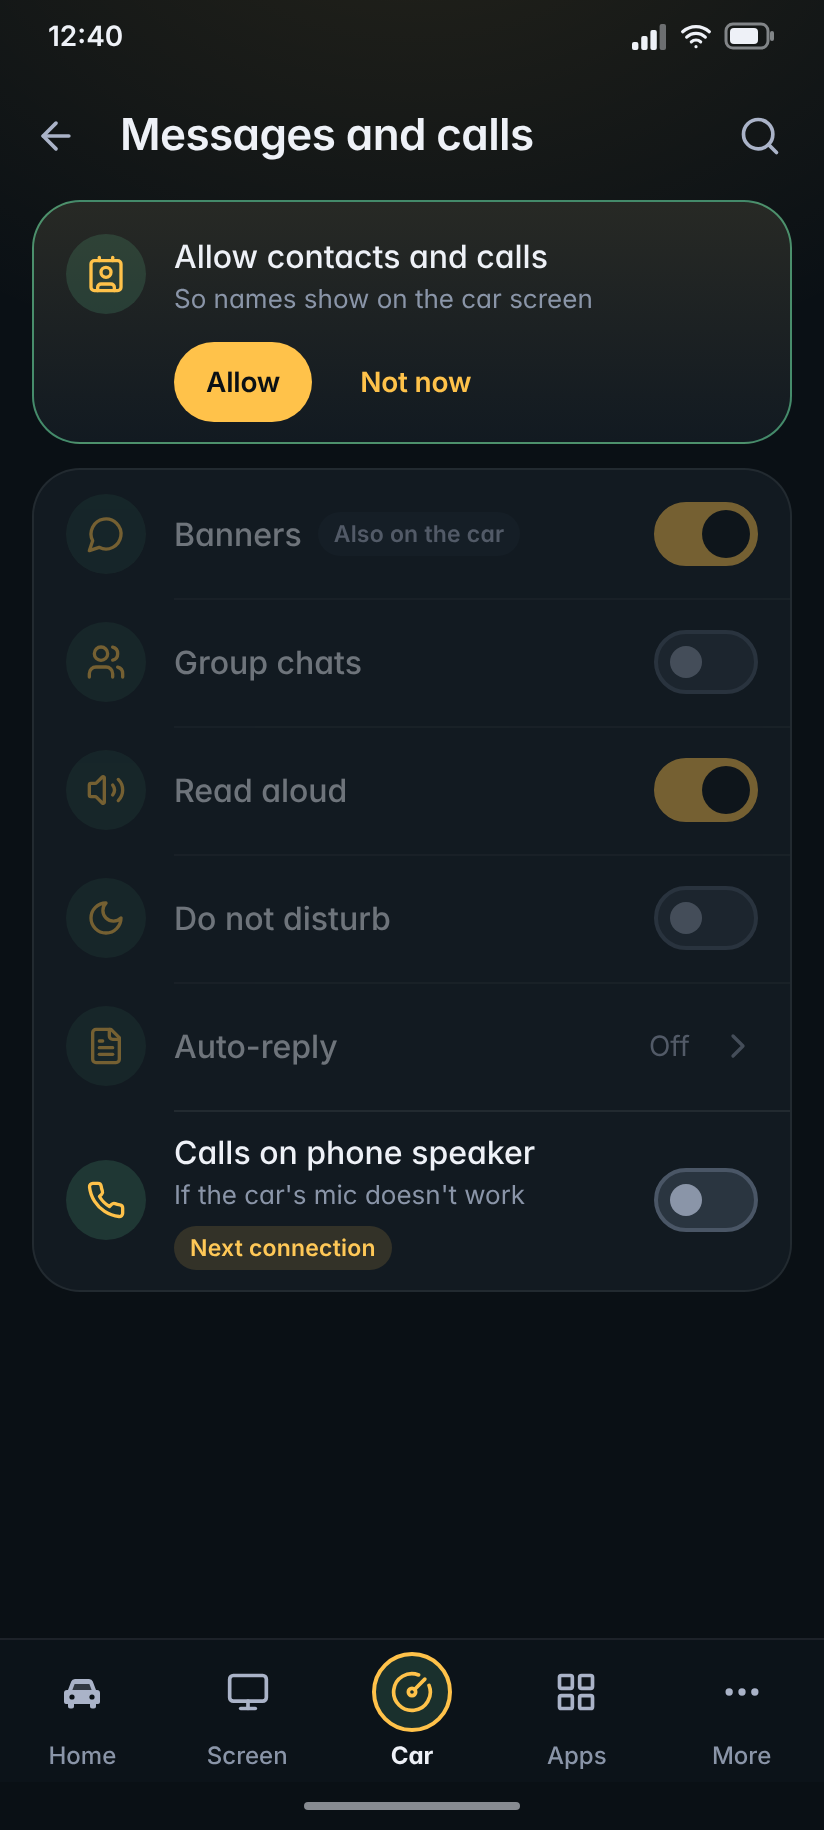 12:40
Messages and calls
Allow contacts and calls
So names show on the car screen
Allow
Not now
Banners
Also on the car
Group chats
Read aloud
Do not disturb
Auto-reply
Off
Calls on phone speaker
If the car's mic doesn't work
Next connection
Home
Screen
Car
Apps
More